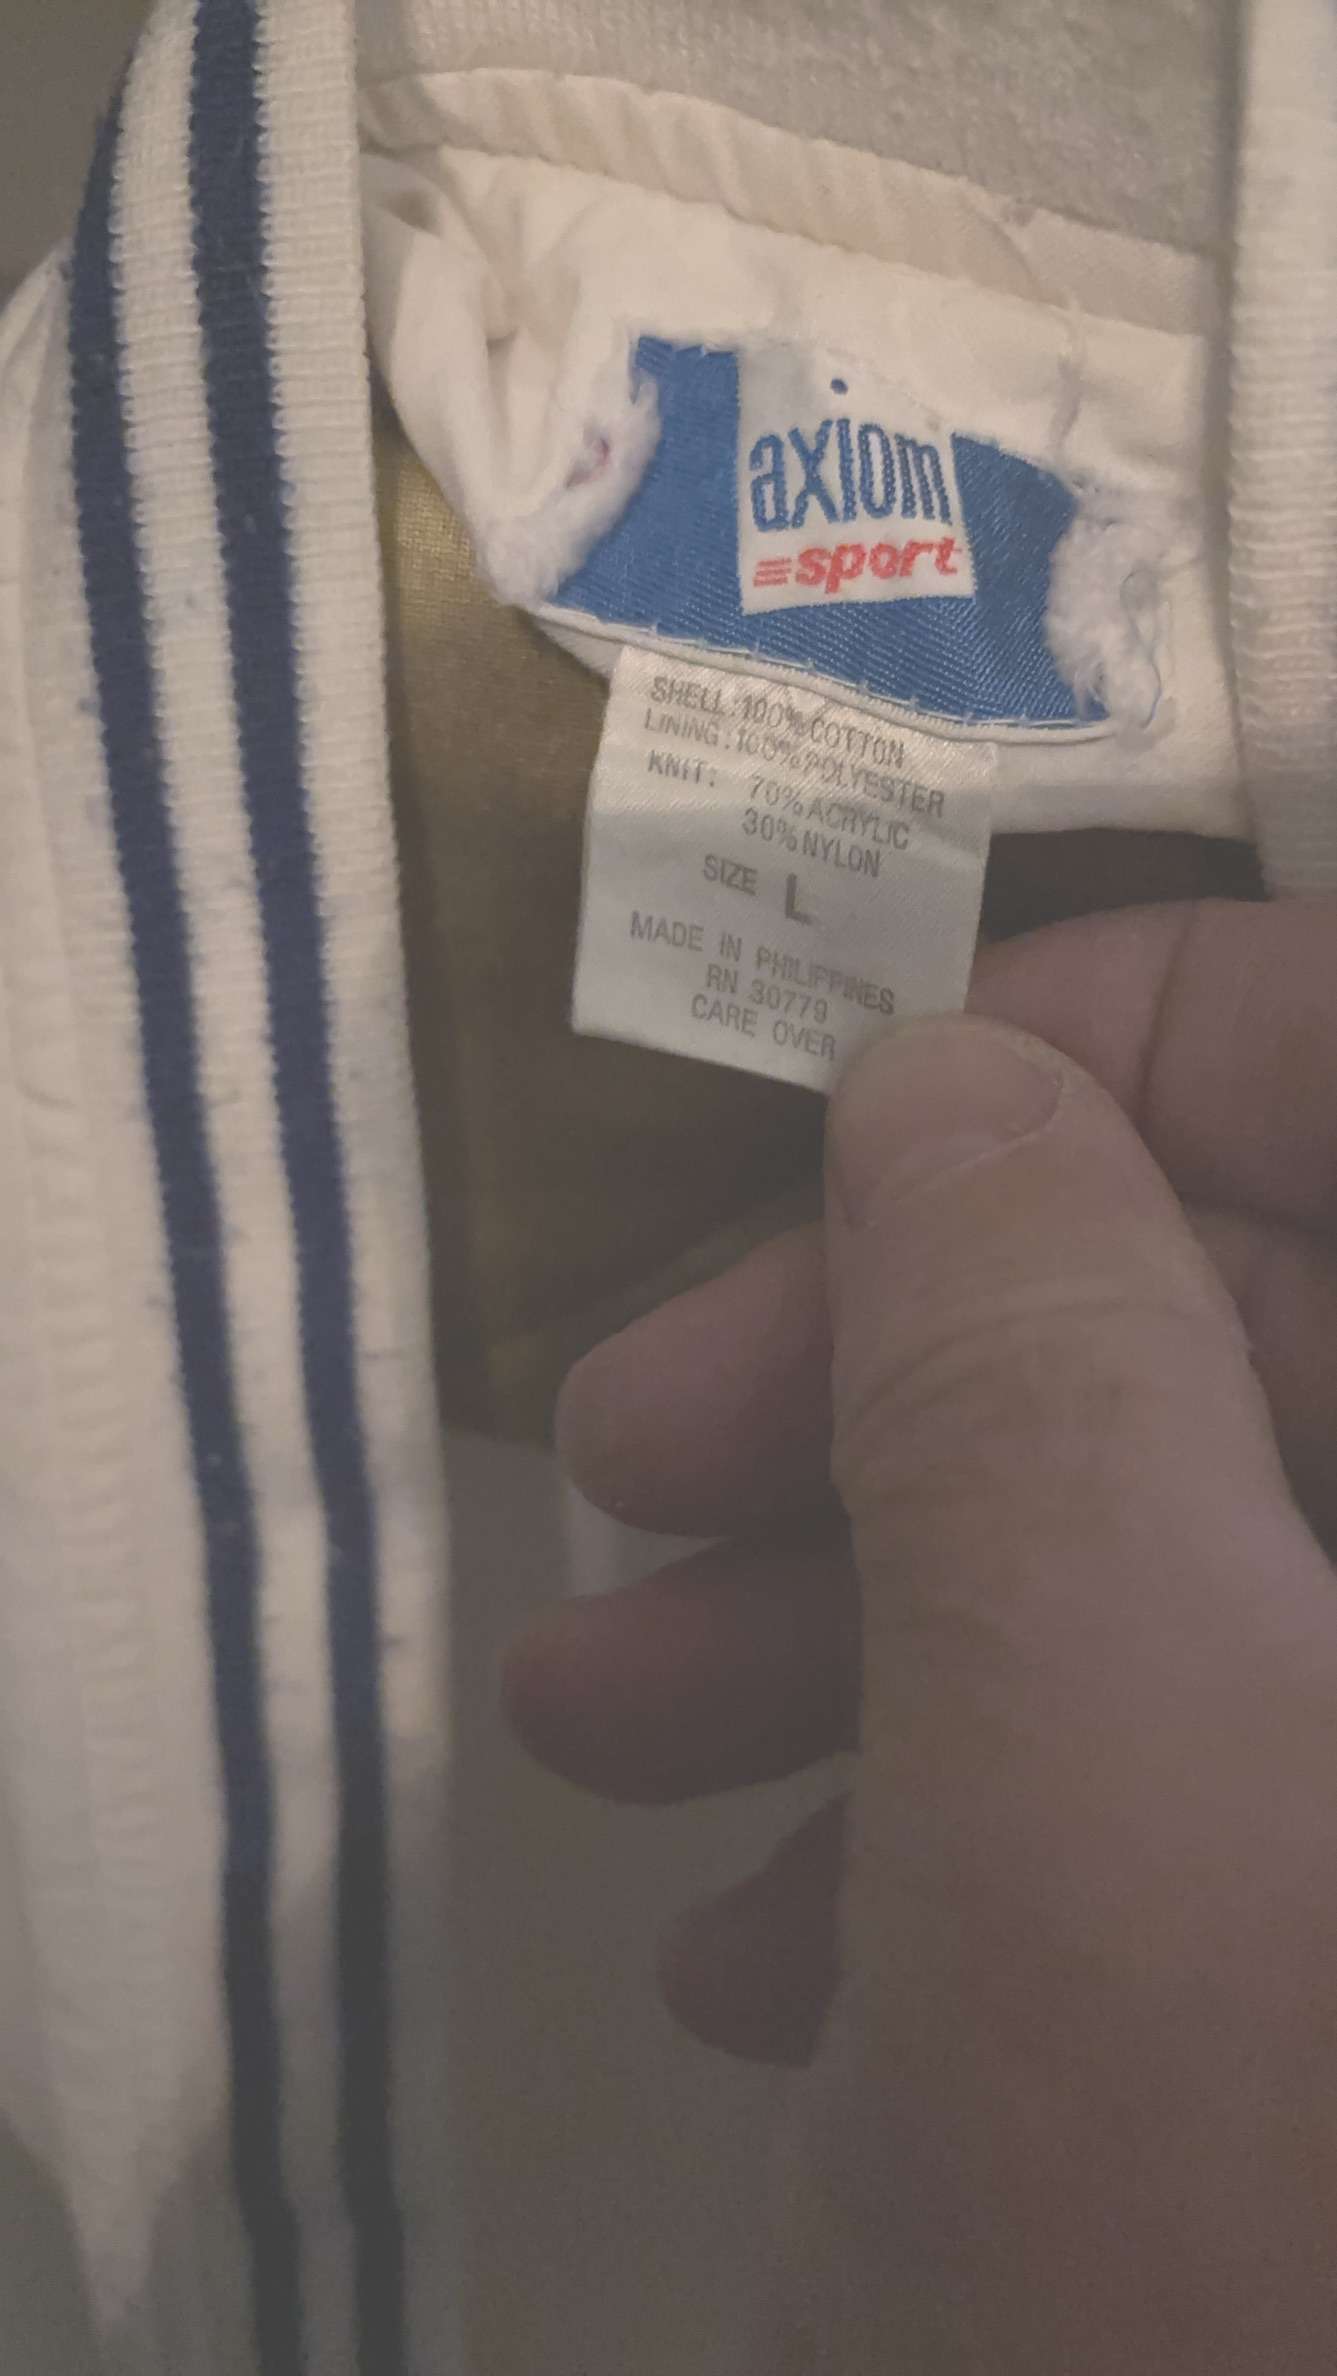 axiom
sport
SHELL:100%COTTON
LINING:100%POLYESTER
KNIT: 70%ACRYLIC
30%NYLON
SIZE L
MADE IN PHILIPPINES
RN 30779
CARE OVER